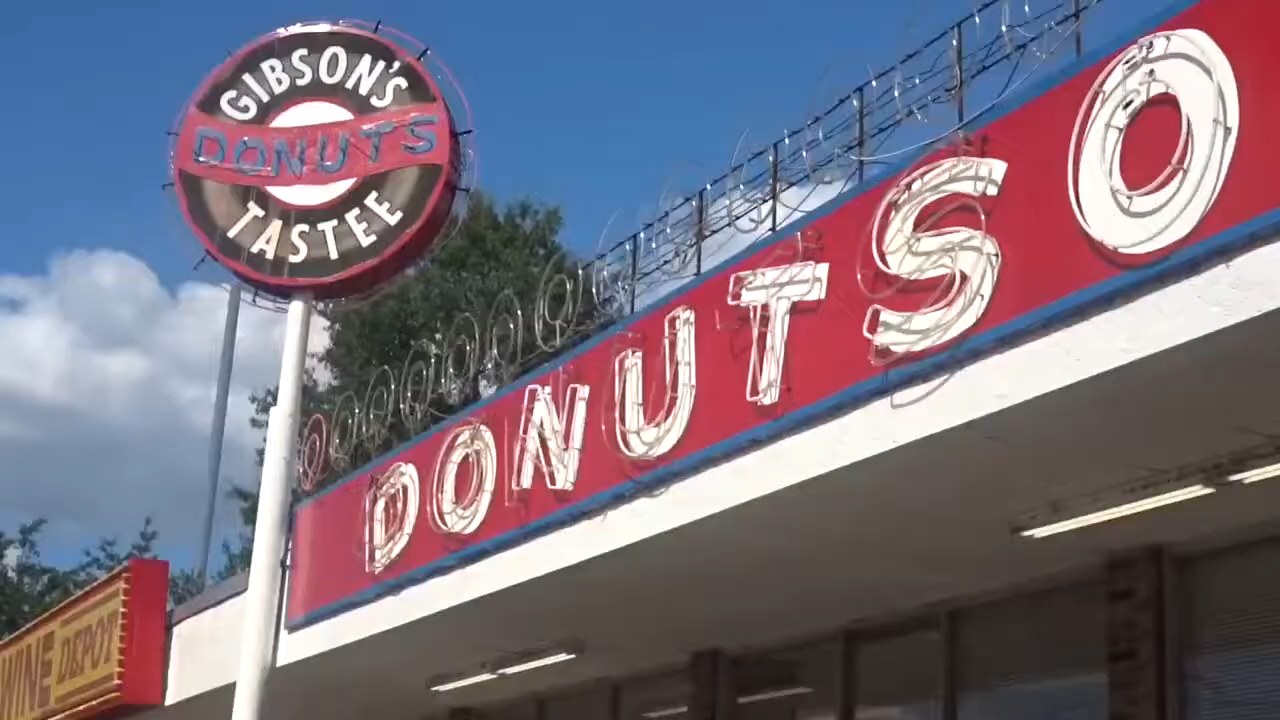 GIBSON'S
DONUTS
TASTEE
DONUTS O
WINE DEPOT